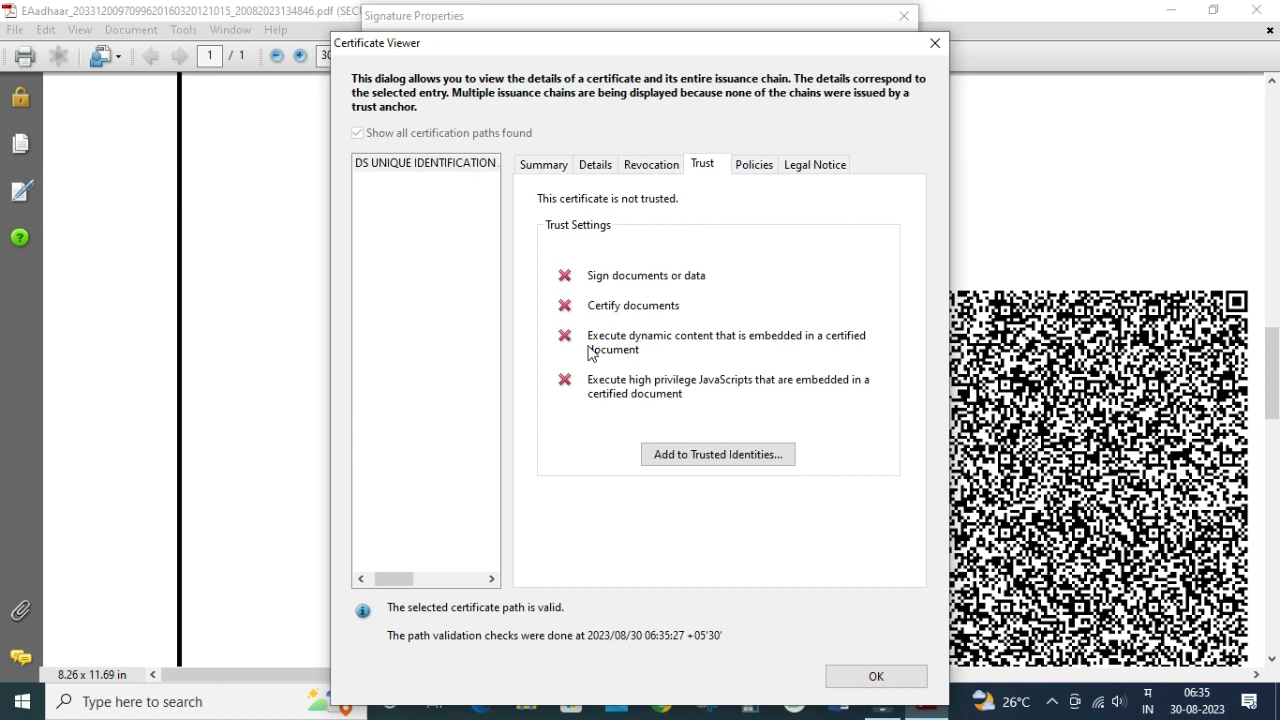 EAadhaar_2033120097099620160320121015_20082023134846.pdf (SEC
Signature Properties
File Edit View Document Tools Window Help
Certificate Viewer
1 / 1
This dialog allows you to view the details of a certificate and its entire issuance chain. The details correspond to
the selected entry. Multiple issuance chains are being displayed because none of the chains were issued by a
trust anchor.
Show all certification paths found
DS UNIQUE IDENTIFICATION
Summary Details Revocation Trust Policies Legal Notice
This certificate is not trusted.
Trust Settings
Sign documents or data
Certify documents
Execute dynamic content that is embedded in a certified
document
Execute high privilege JavaScripts that are embedded in a
certified document
Add to Trusted Identities...
The selected certificate path is valid.
The path validation checks were done at 2023/08/30 06:35:27 +05'30'
8.26 x 11.69 in
OK
Type here to search
26°C
म
IN
06:35
30-08-2023